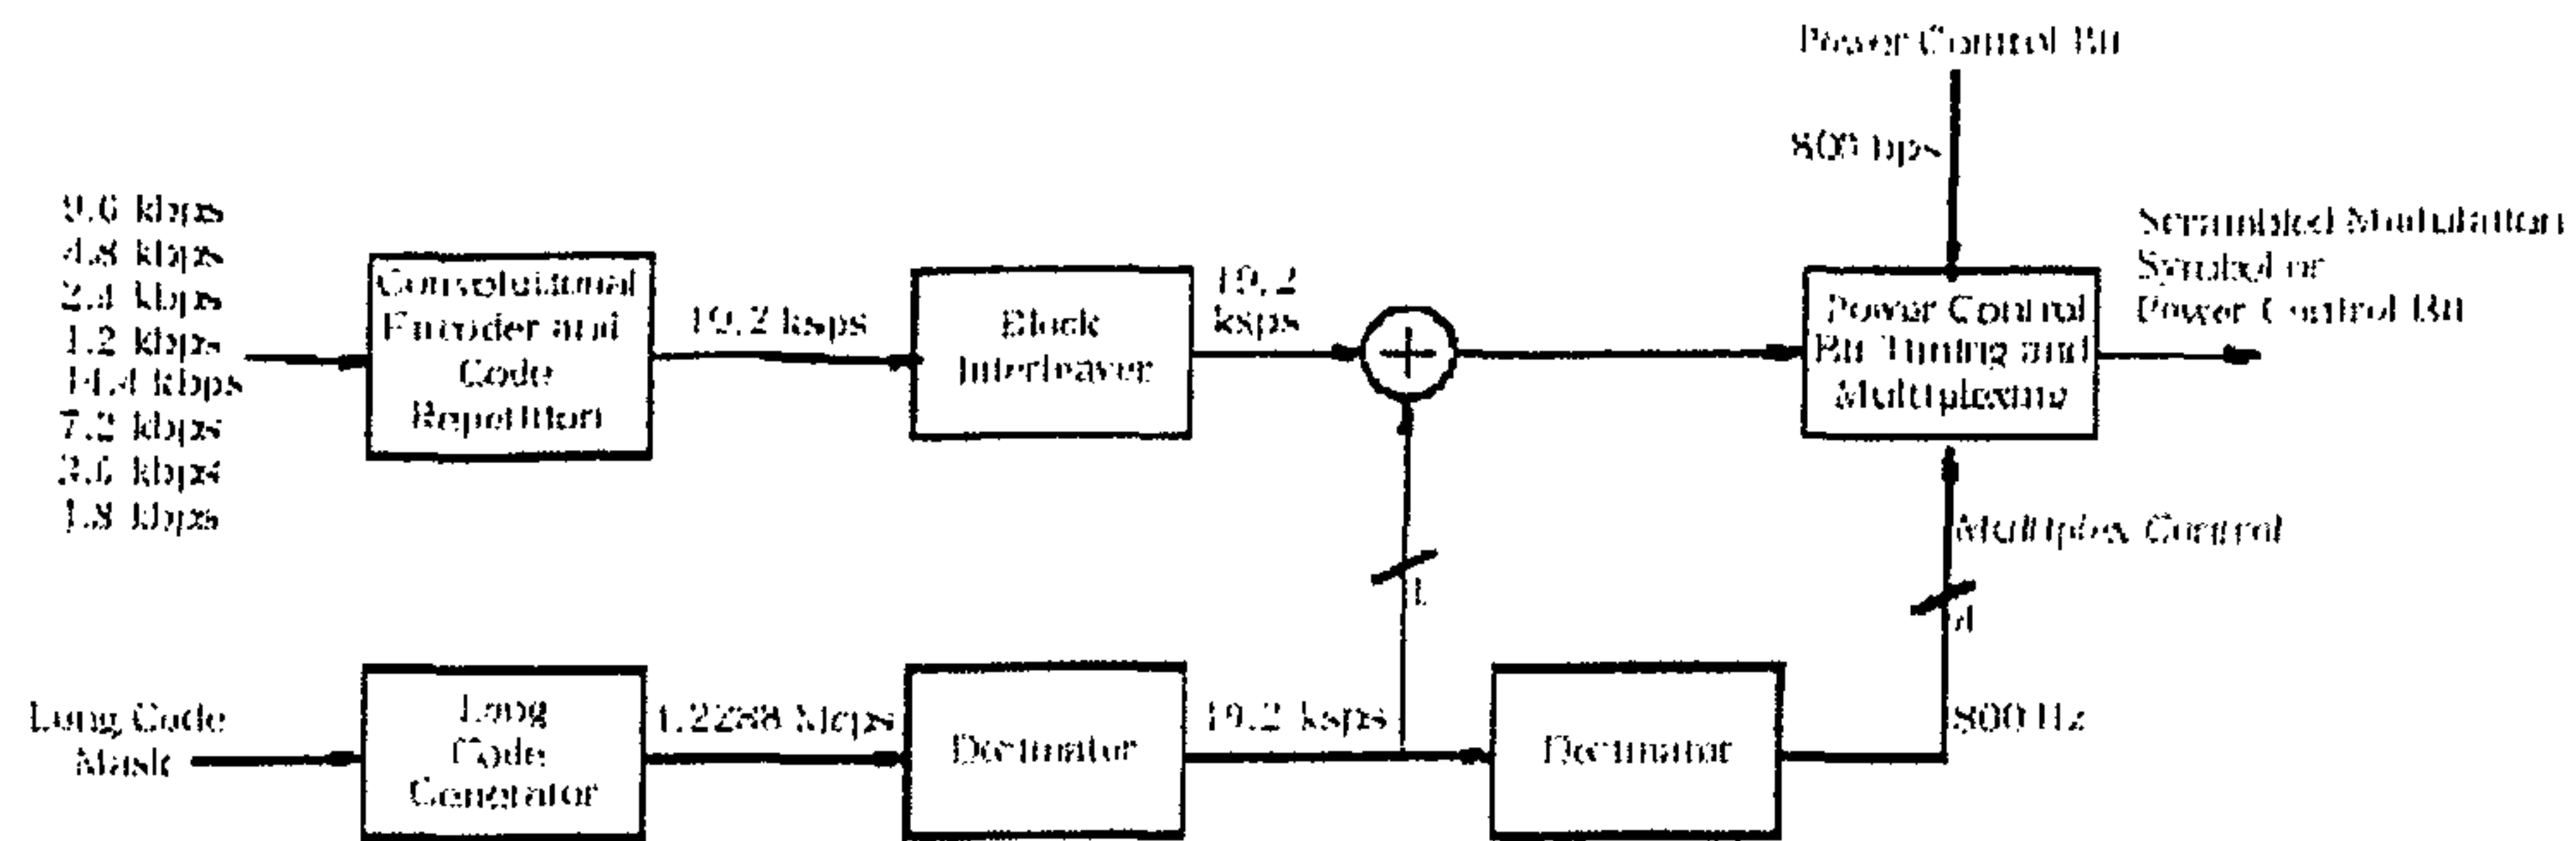 Power Control Bit
800 bps
9.6 kbps
4.8 kbps
2.4 kbps
1.2 kbps
14.4 kbps
7.2 kbps
3.6 kbps
1.8 kbps
Convolutional
Encoder and
Code
Repetition
19.2 ksps
Block
Interleaver
19.2
ksps
Power Control
Bit Timing and
Multiplexing
Scrambled Modulation
Symbol or
Power Control Bit
Multiplex Control
Long Code
Mask
Long
Code
Generator
1.2288 Mcps
Decimator
19.2 ksps
Decimator
800 Hz